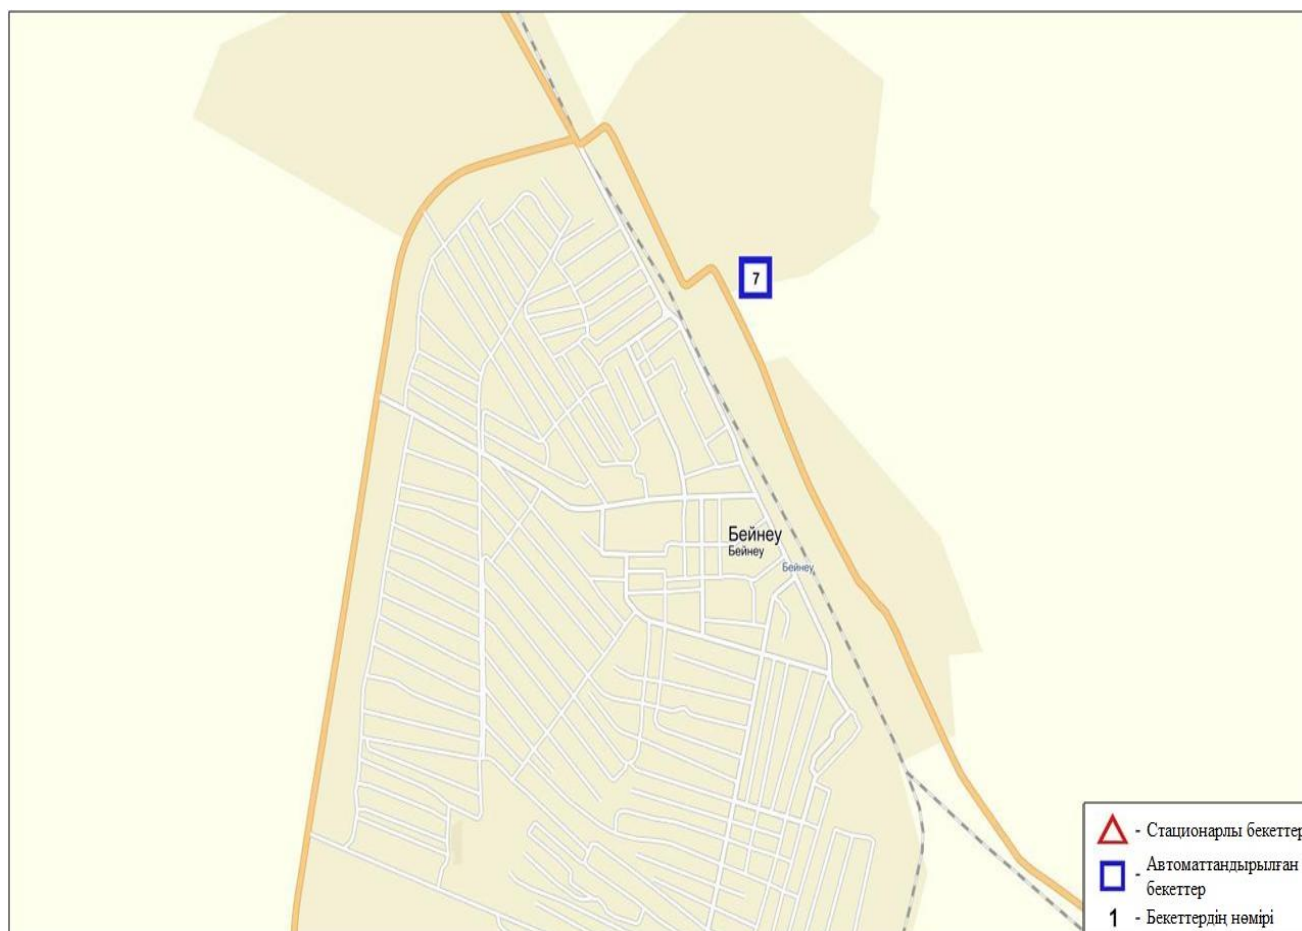 7
Бейнеу
Бейнеу
Бейнеу
- Стационарлы бекеттер
- Автоматтандырылған
бекеттер
1 - Бекеттердің нөмірі